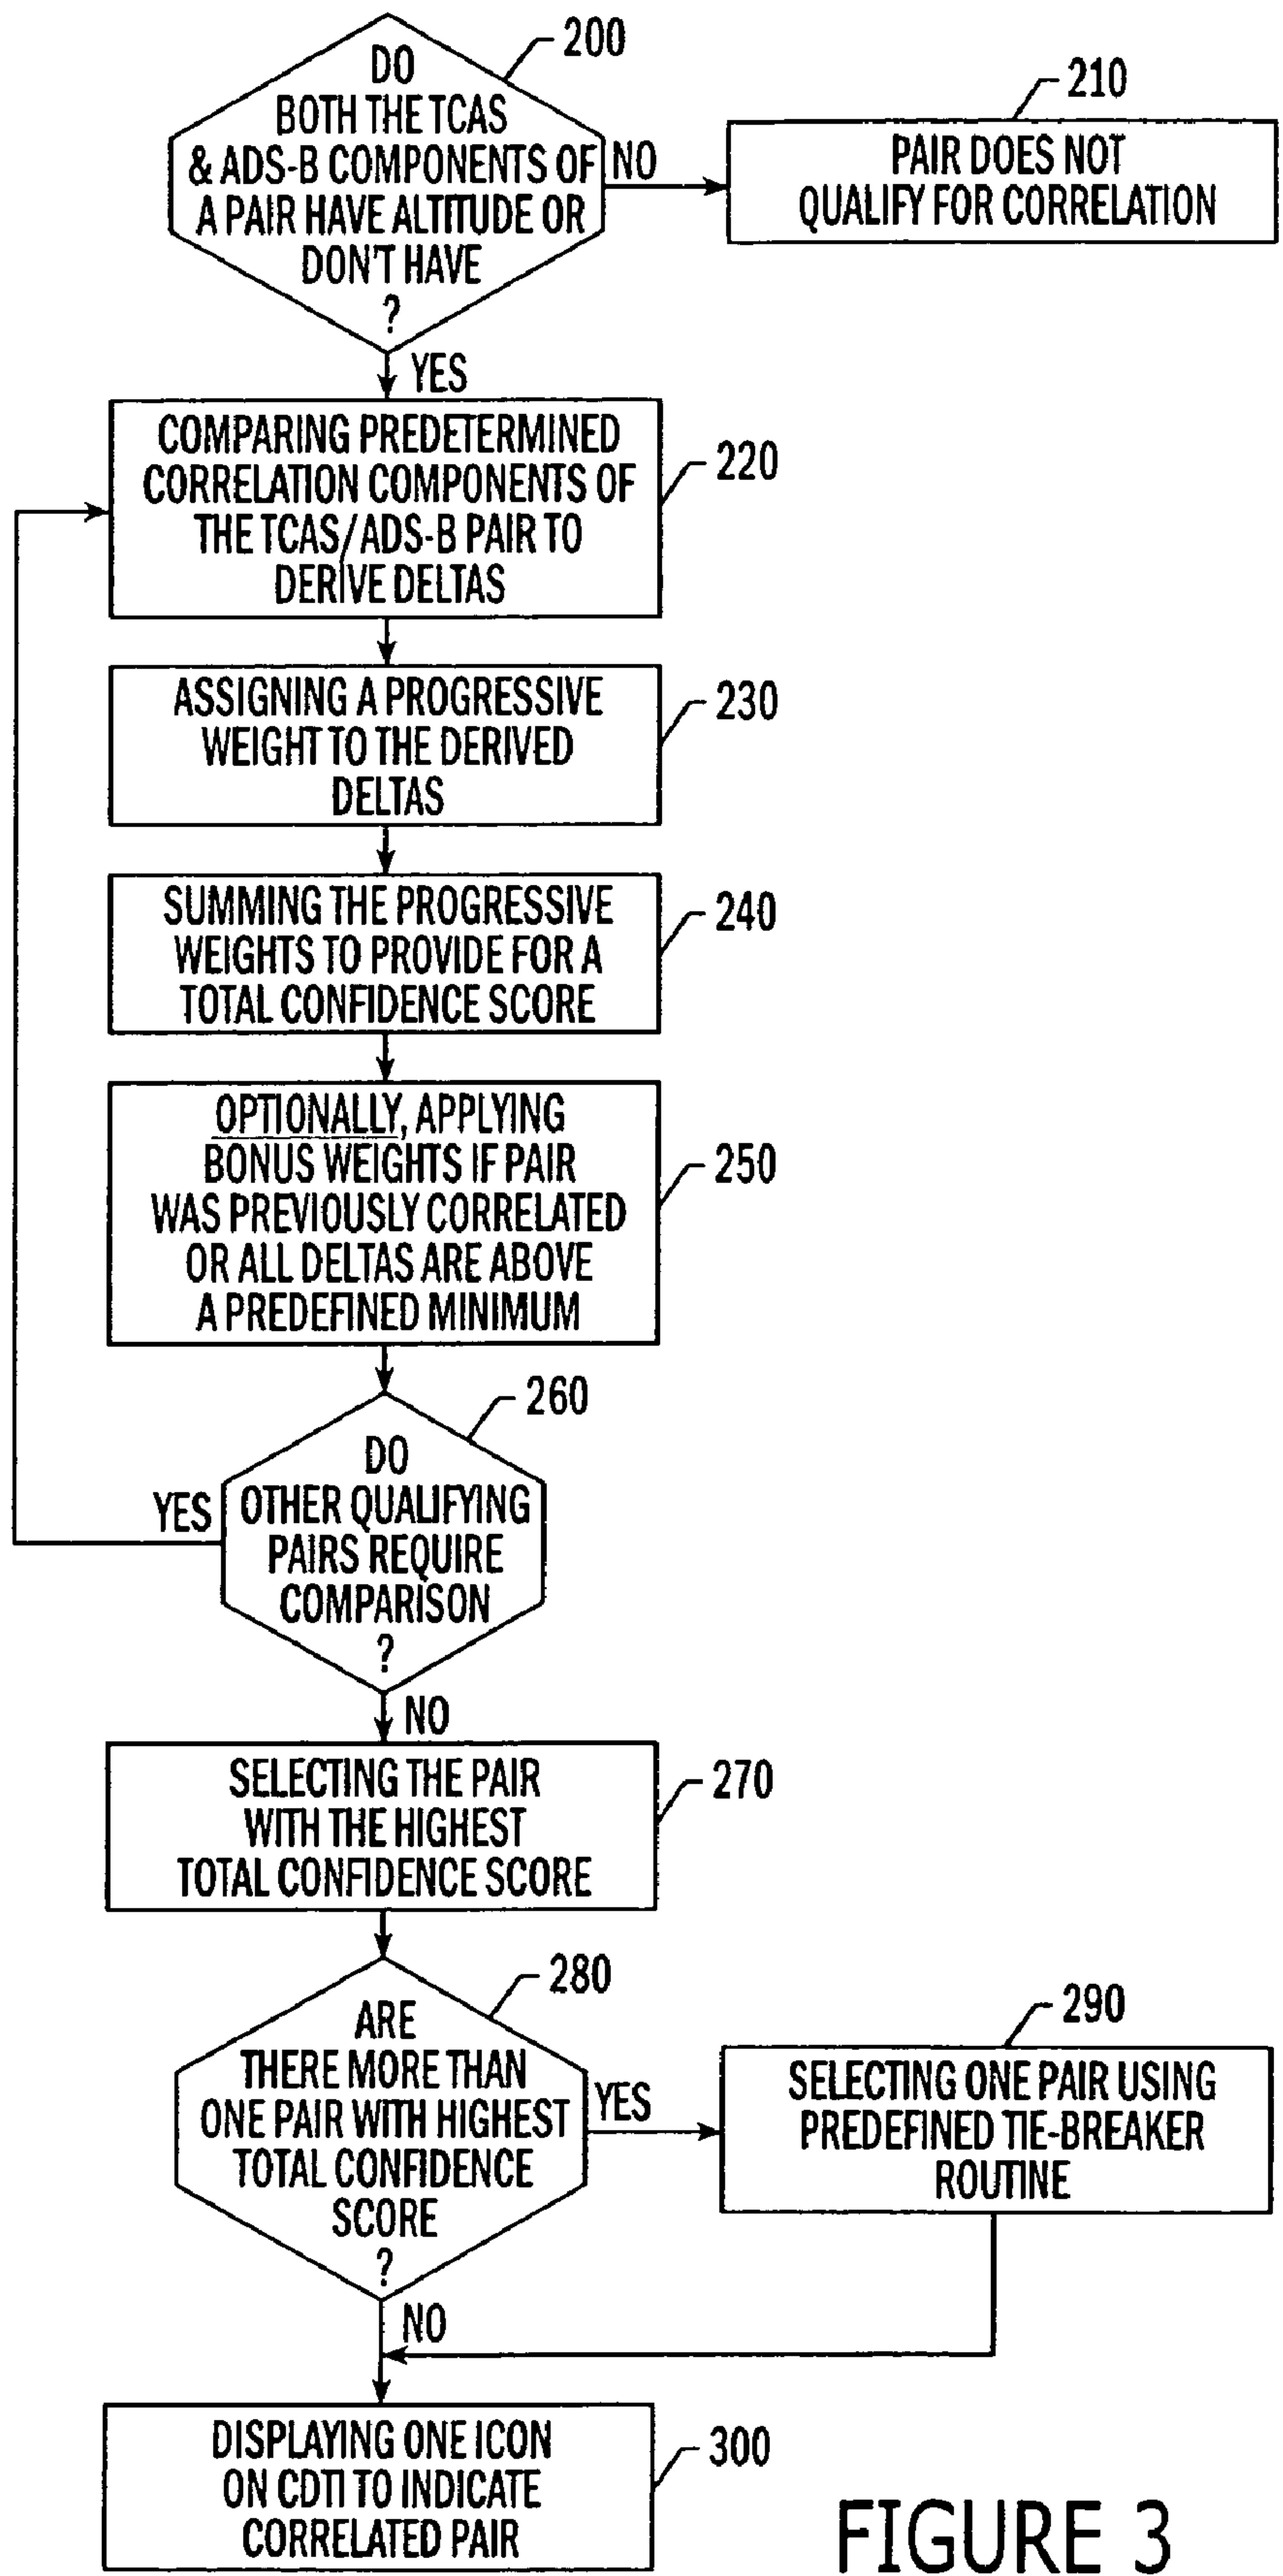 DO
BOTH THE TCAS
& ADS-B COMPONENTS OF
A PAIR HAVE ALTITUDE OR
DON'T HAVE
?
200
NO
210
PAIR DOES NOT
QUALIFY FOR CORRELATION
YES
COMPARING PREDETERMINED
CORRELATION COMPONENTS OF
THE TCAS/ADS-B PAIR TO
DERIVE DELTAS
220
ASSIGNING A PROGRESSIVE
WEIGHT TO THE DERIVED
DELTAS
230
SUMMING THE PROGRESSIVE
WEIGHTS TO PROVIDE FOR A
TOTAL CONFIDENCE SCORE
240
OPTIONALLY, APPLYING
BONUS WEIGHTS IF PAIR
WAS PREVIOUSLY CORRELATED
OR ALL DELTAS ARE ABOVE
A PREDEFINED MINIMUM
250
260
DO
OTHER QUALIFYING
PAIRS REQUIRE
COMPARISON
?
YES
NO
SELECTING THE PAIR
WITH THE HIGHEST
TOTAL CONFIDENCE SCORE
270
280
ARE
THERE MORE THAN
ONE PAIR WITH HIGHEST
TOTAL CONFIDENCE
SCORE
?
YES
290
SELECTING ONE PAIR USING
PREDEFINED TIE-BREAKER
ROUTINE
NO
DISPLAYING ONE ICON
ON CDTI TO INDICATE
CORRELATED PAIR
300
FIGURE 3